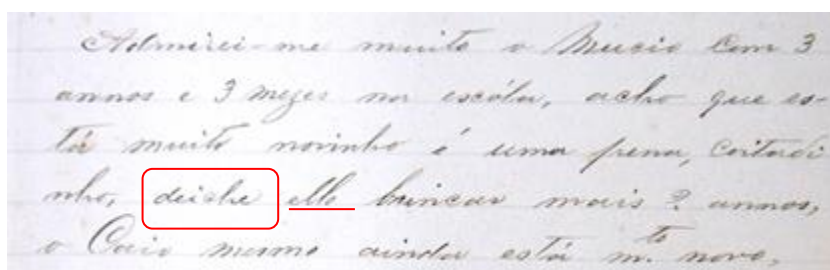 Admirei-me muito o Mucio com 3
annos e 3 mezes na escóla, acho que es-
tá muito novinho é uma pena, coitadi
nho, deiche elle brincar mais 2 annos,
o Caio mesmo ainda está m.to novo,